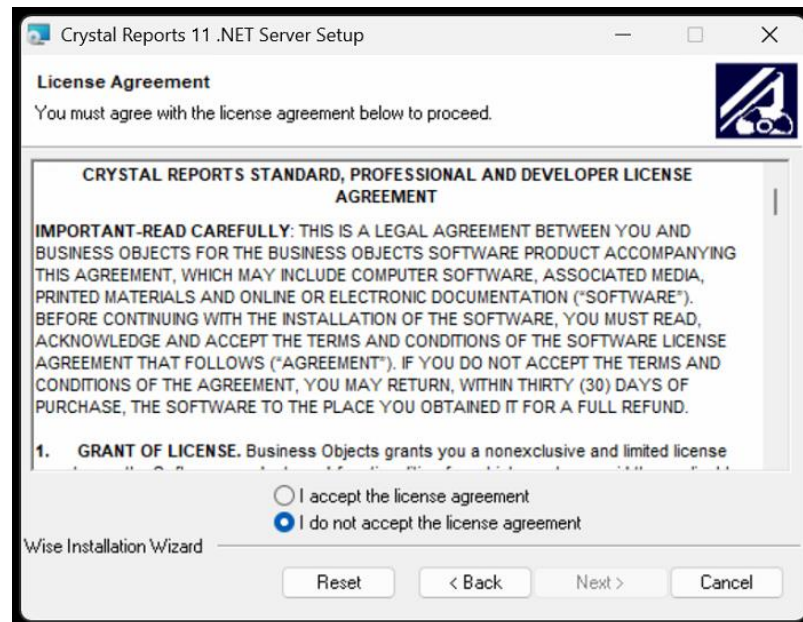 Crystal Reports 11 .NET Server Setup
License Agreement
You must agree with the license agreement below to proceed.
CRYSTAL REPORTS STANDARD, PROFESSIONAL AND DEVELOPER LICENSE
AGREEMENT
IMPORTANT-READ CAREFULLY: THIS IS A LEGAL AGREEMENT BETWEEN YOU AND
BUSINESS OBJECTS FOR THE BUSINESS OBJECTS SOFTWARE PRODUCT ACCOMPANYING
THIS AGREEMENT, WHICH MAY INCLUDE COMPUTER SOFTWARE, ASSOCIATED MEDIA,
PRINTED MATERIALS AND ONLINE OR ELECTRONIC DOCUMENTATION (“SOFTWARE”).
BEFORE CONTINUING WITH THE INSTALLATION OF THE SOFTWARE, YOU MUST READ,
ACKNOWLEDGE AND ACCEPT THE TERMS AND CONDITIONS OF THE SOFTWARE LICENSE
AGREEMENT THAT FOLLOWS (“AGREEMENT”). IF YOU DO NOT ACCEPT THE TERMS AND
CONDITIONS OF THE AGREEMENT, YOU MAY RETURN, WITHIN THIRTY (30) DAYS OF
PURCHASE, THE SOFTWARE TO THE PLACE YOU OBTAINED IT FOR A FULL REFUND.
1. GRANT OF LICENSE. Business Objects grants you a nonexclusive and limited license
I accept the license agreement
I do not accept the license agreement
Wise Installation Wizard
Reset
< Back
Next >
Cancel